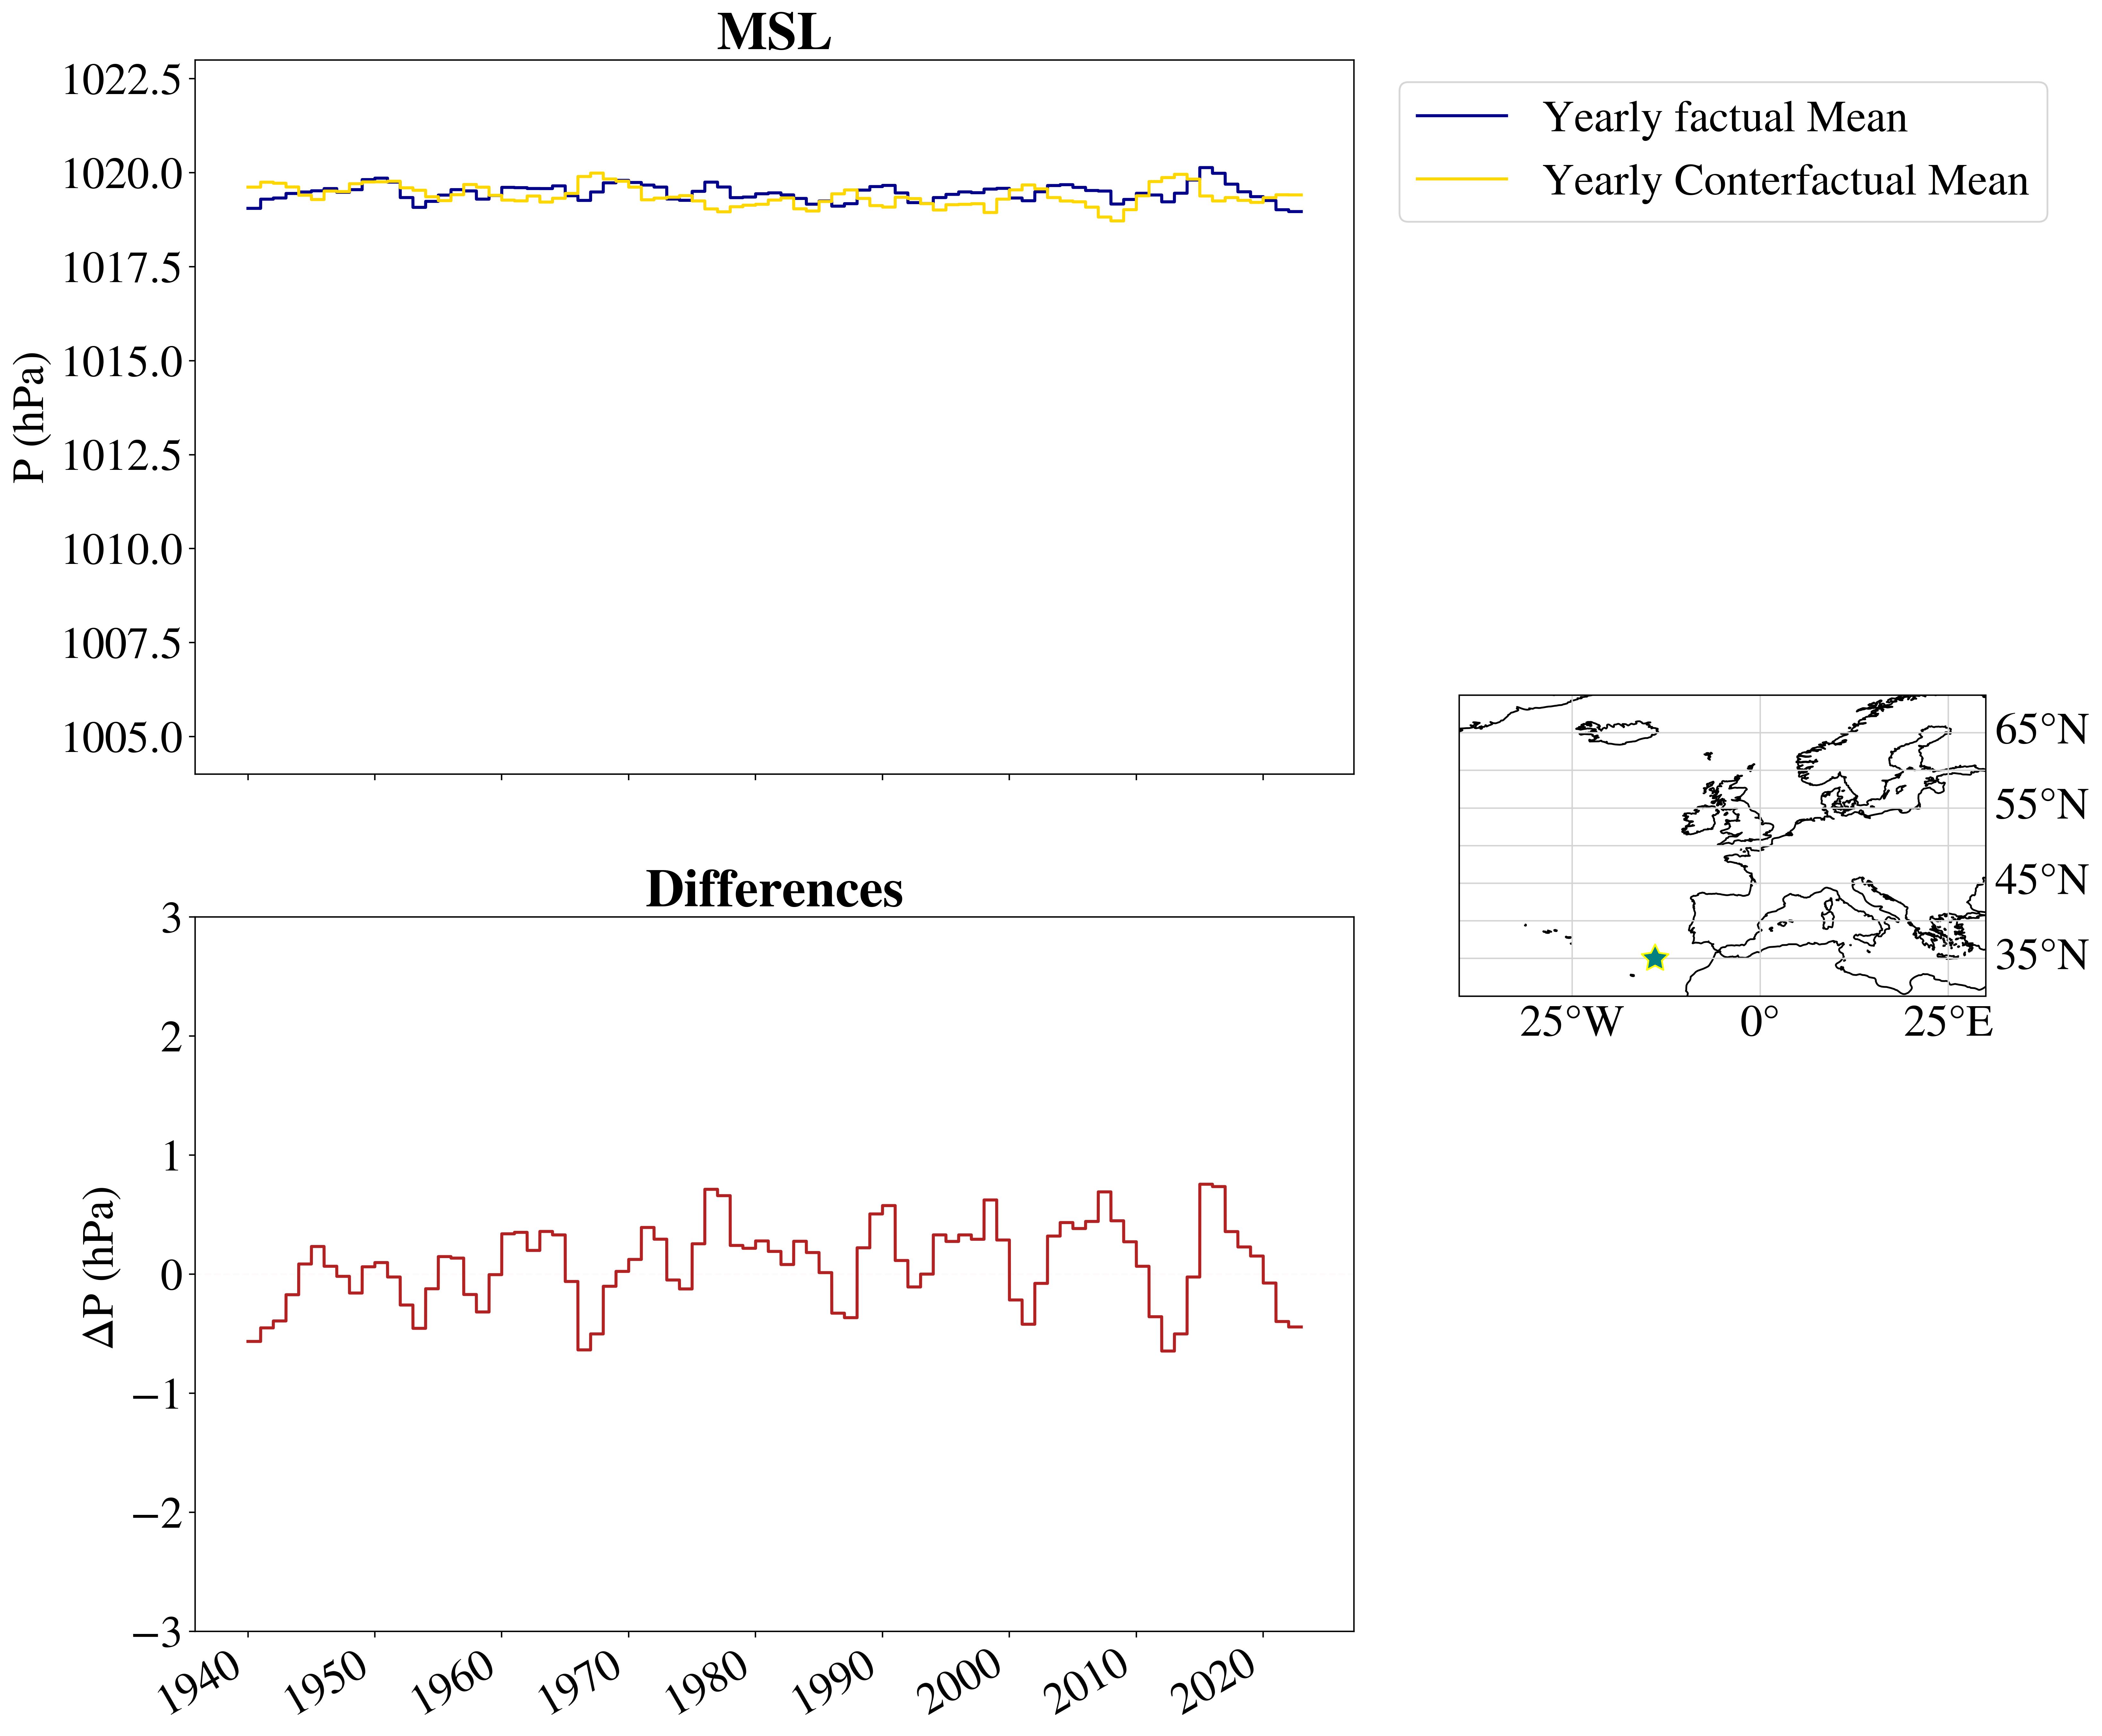 MSL
1022.5
1020.0
1017.5
1015.0
1012.5
1010.0
1007.5
1005.0
P (hPa)
Yearly factual Mean
Yearly Conterfactual Mean
65°N
55°N
45°N
35°N
25°W 0° 25°E
Differences
3
2
1
0
−1
−2
−3
ΔP (hPa)
1940 1950 1960 1970 1980 1990 2000 2010 2020